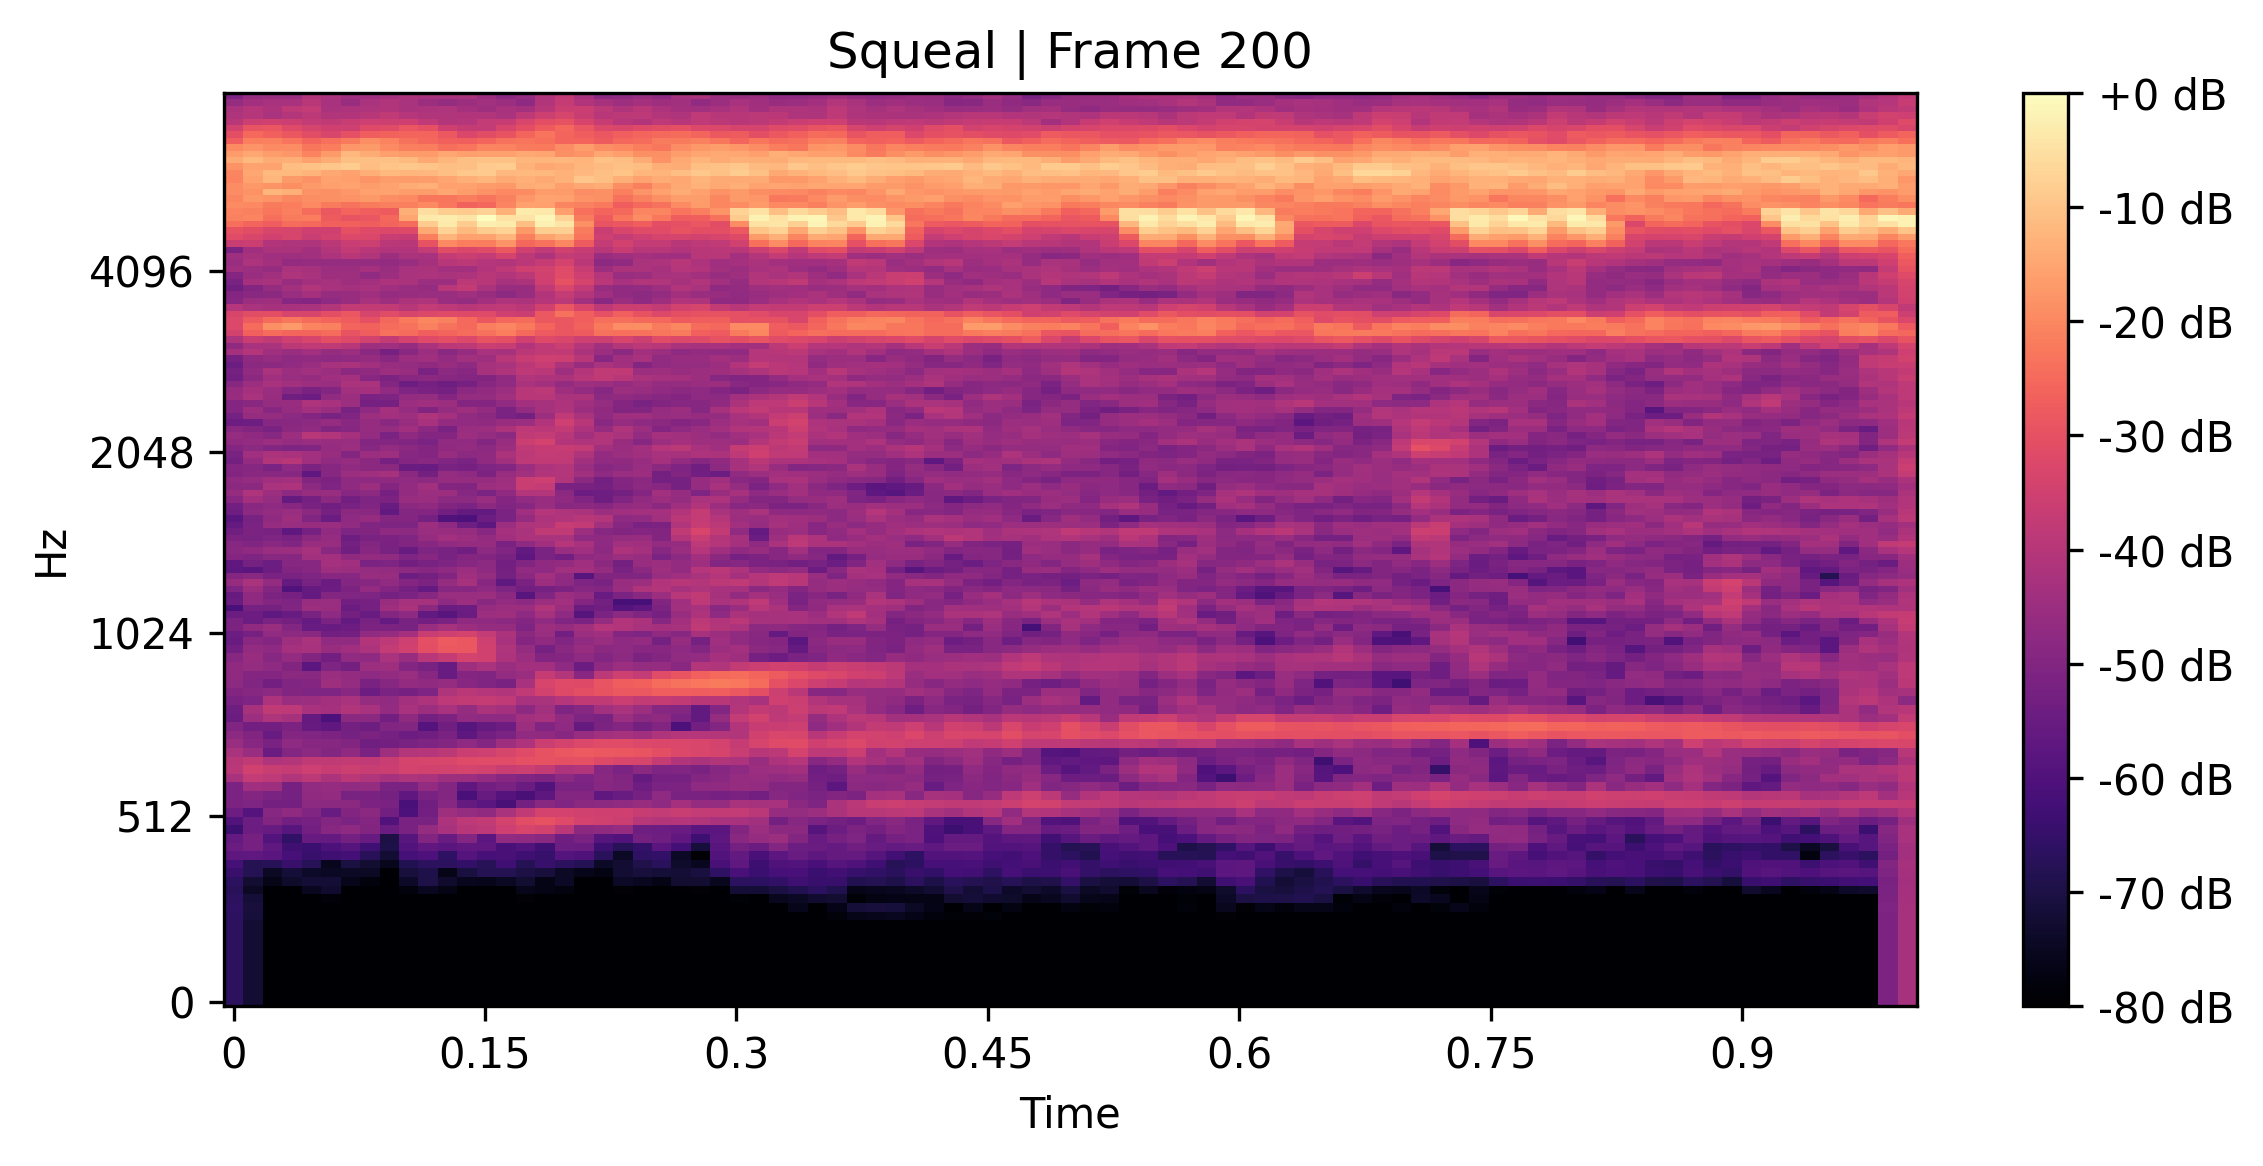 Squeal | Frame 200
+0 dB
-10 dB
-20 dB
-30 dB
-40 dB
-50 dB
-60 dB
-70 dB
-80 dB
4096
2048
1024
512
0
Hz
0 0.15 0.3 0.45 0.6 0.75 0.9
Time